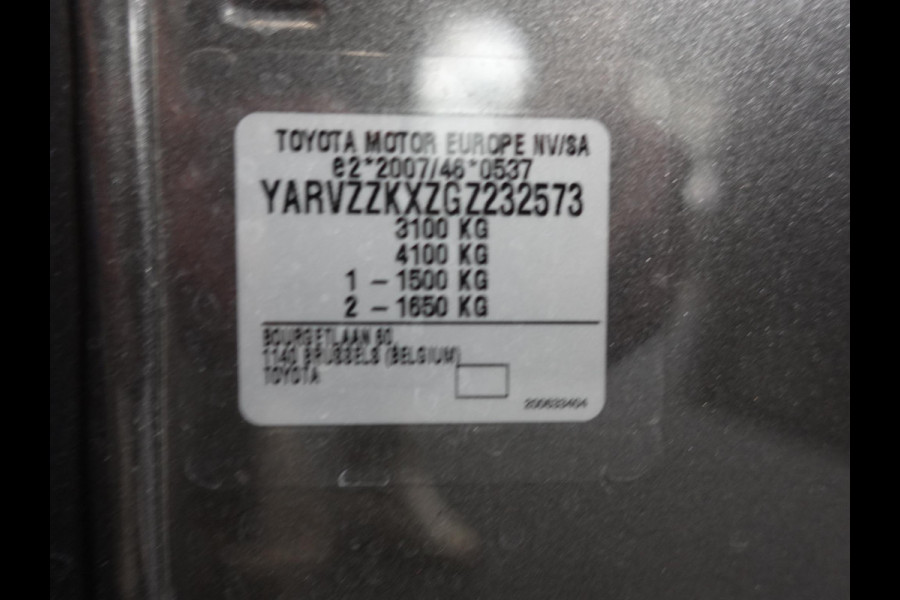 TOYOTA MOTOR EUROPE NV/SA
e2*2007/46*0537
YARVZZKXZGZ232573
3100 KG
4100 KG
1 - 1500 KG
2 - 1650 KG
BOURGETLAAN 60,
1140 BRUSSELS (BELGIUM)
TOYOTA
200633404